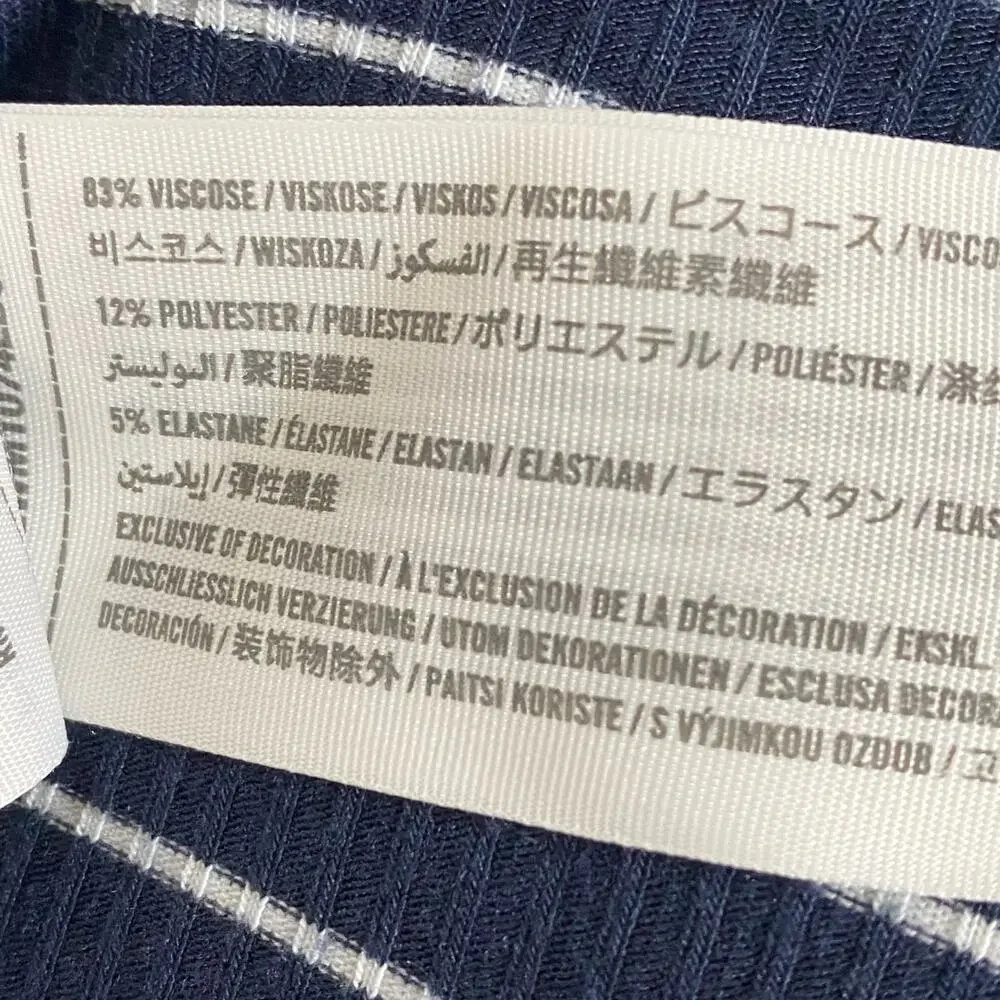 83% VISCOSE / VISKOSE / VISKOS / VISCOSA / ビスコース / VISCO
비스코스 / WISKOZA / الفسكوز / 再生纖維素纖維
12% POLYESTER / POLIESTERE / ポリエステル / POLIÉSTER / 涤纶
البوليستر / 聚脂纖維
5% ELASTANE / ÉLASTANE / ELASTAN / ELASTAAN / エラスタン / ELAS
إيلاستين / 彈性纖維
EXCLUSIVE OF DECORATION / À L'EXCLUSION DE LA DÉCORATION / EKSKL.
AUSSCHLIESSLICH VERZIERUNG / UTOM DEKORATIONEN / ESCLUSA DECOR
DECORACIÓN / 装饰物除外 / PAITSI KORISTE / S VÝJIMKOU OZDOB / 고